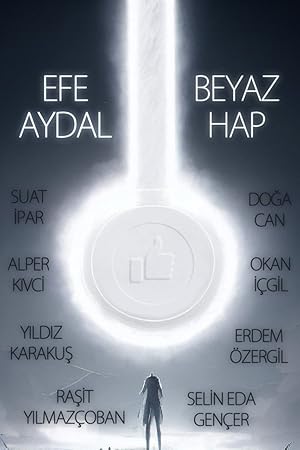 EFE
AYDAL
BEYAZ
HAP
SUAT
İPAR
DOĞA
CAN
ALPER
KIVCI
OKAN
İÇGİL
YILDIZ
KARAKUŞ
ERDEM
ÖZERGİL
RAŞİT
YILMAZÇOBAN
SELİN EDA
GENÇER